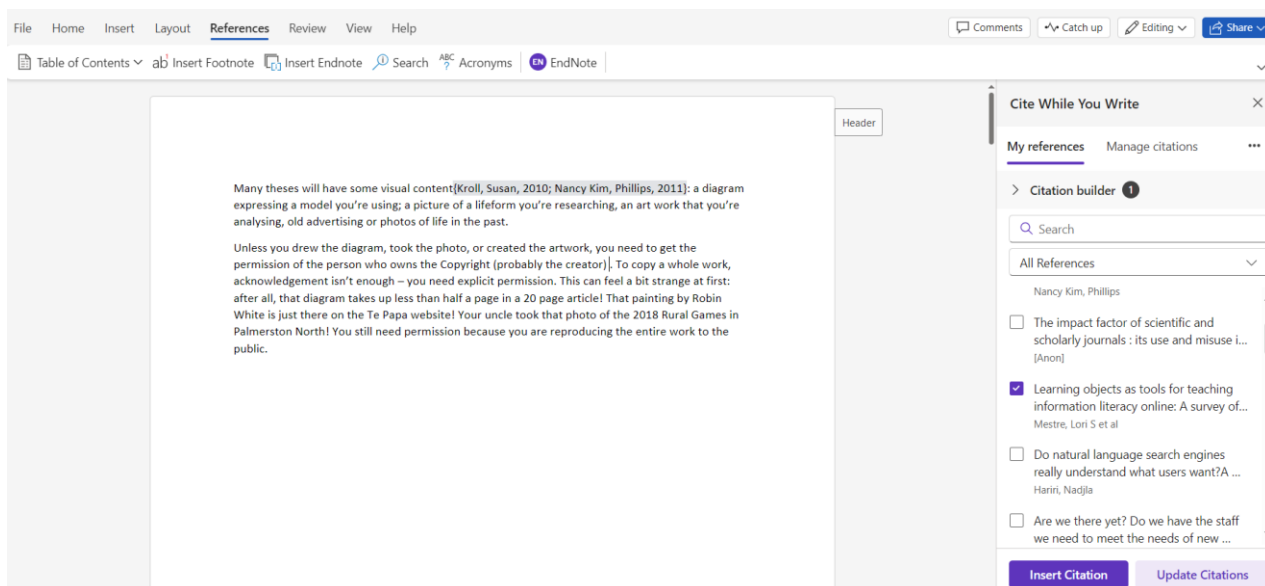 File Home Insert Layout References Review View Help
Comments Catch up Editing Share
Table of Contents ab Insert Footnote Insert Endnote Search ABC ? Acronyms EN EndNote
Header
Many theses will have some visual content(Kroll, Susan, 2010; Nancy Kim, Phillips, 2011): a diagram
expressing a model you’re using; a picture of a lifeform you’re researching, an art work that you’re
analysing, old advertising or photos of life in the past.
Unless you drew the diagram, took the photo, or created the artwork, you need to get the
permission of the person who owns the Copyright (probably the creator) . To copy a whole work,
acknowledgement isn’t enough – you need explicit permission. This can feel a bit strange at first:
after all, that diagram takes up less than half a page in a 20 page article! That painting by Robin
White is just there on the Te Papa website! Your uncle took that photo of the 2018 Rural Games in
Palmerston North! You still need permission because you are reproducing the entire work to the
public.
Cite While You Write
My references Manage citations
Citation builder 1
Search
All References
Nancy Kim, Phillips
The impact factor of scientific and
scholarly journals : its use and misuse i...
[Anon]
Learning objects as tools for teaching
information literacy online: A survey of...
Mestre, Lori S et al
Do natural language search engines
really understand what users want?A ...
Hariri, Nadjla
Are we there yet? Do we have the staff
we need to meet the needs of new ...
Insert Citation Update Citations